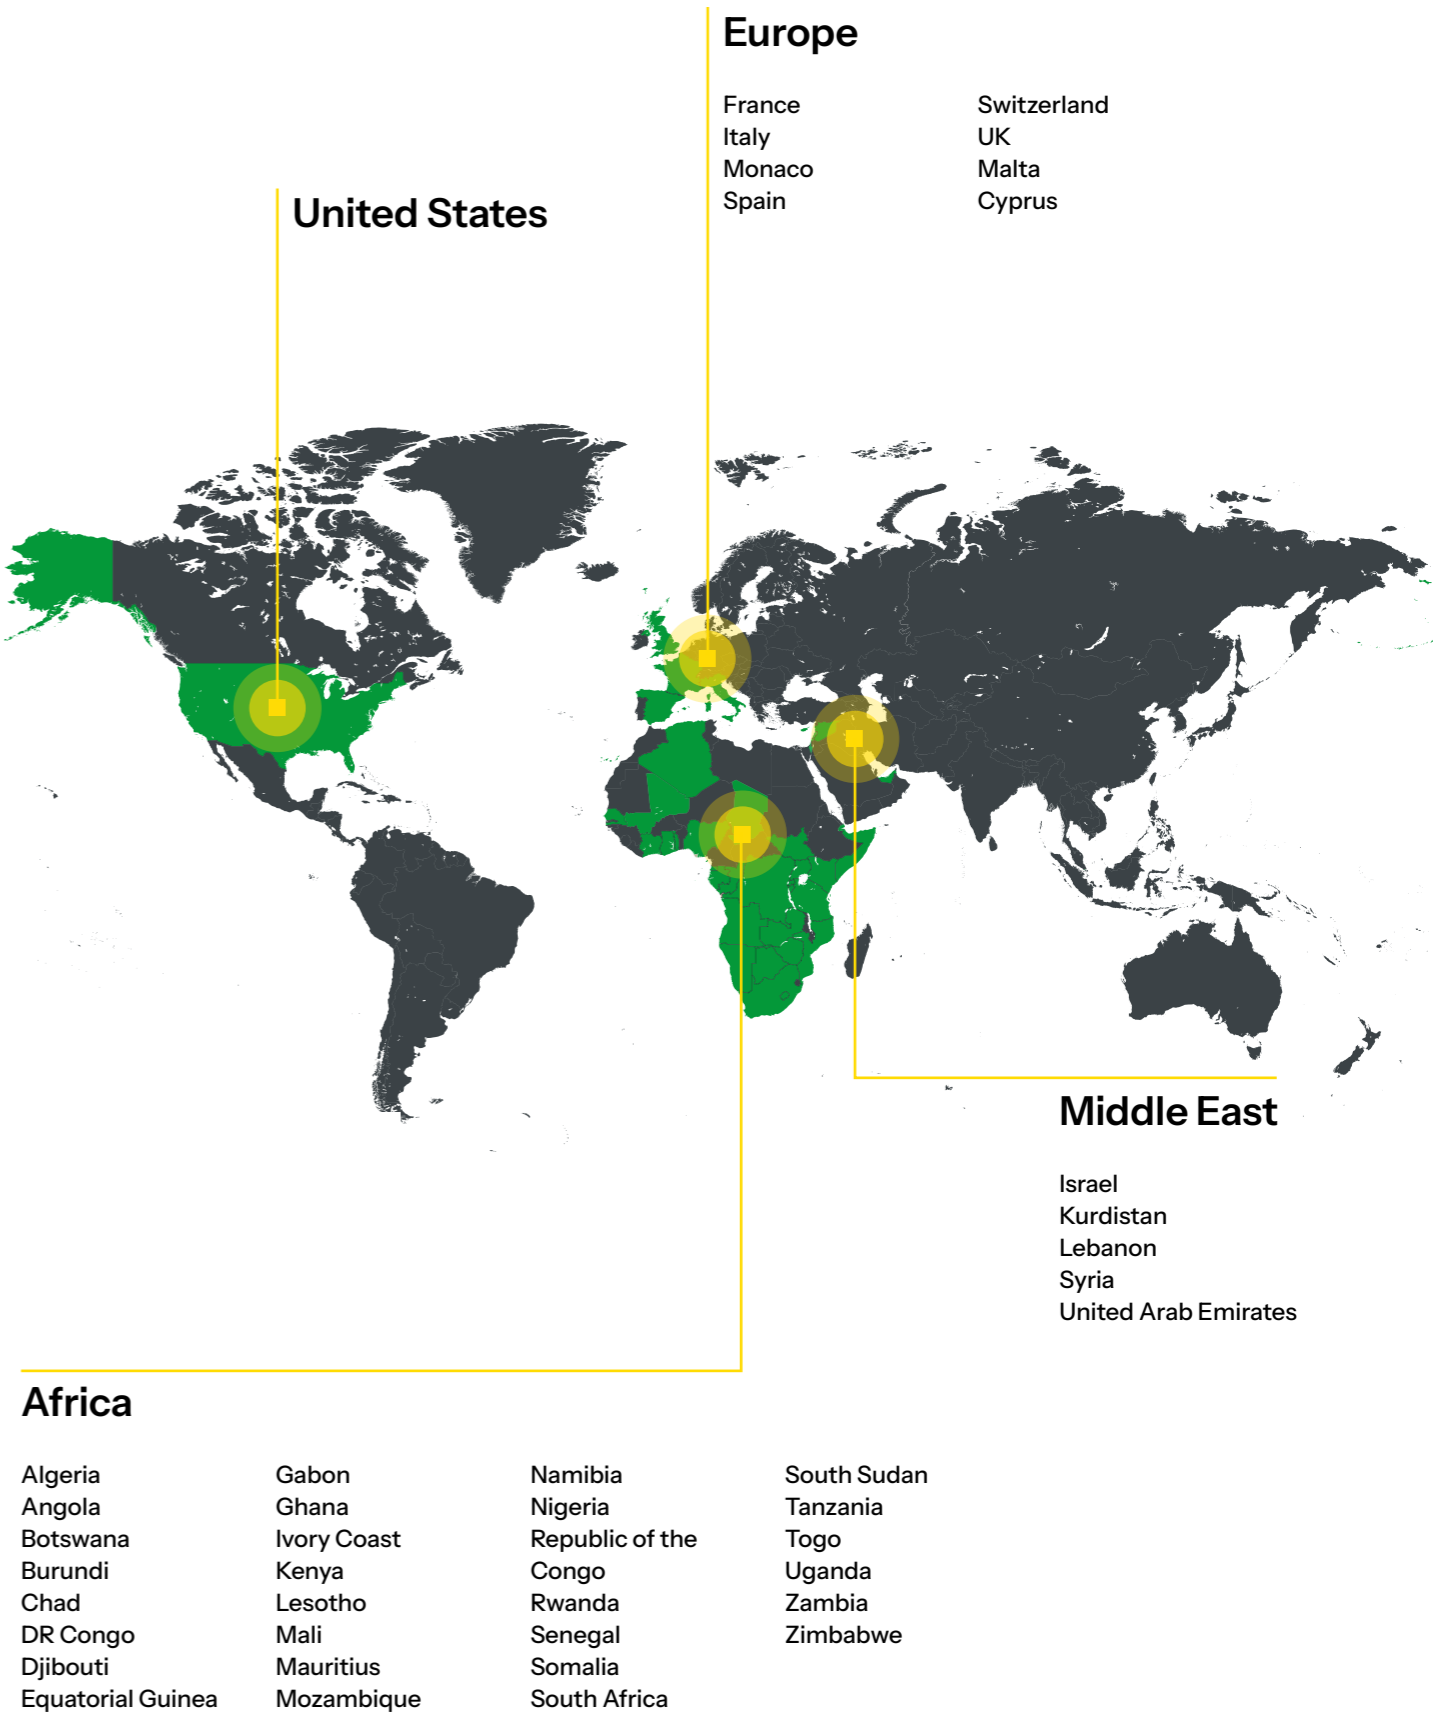 Europe
France
Italy
Monaco
Spain
Switzerland
UK
Malta
Cyprus
United States
Middle East
Israel
Kurdistan
Lebanon
Syria
United Arab Emirates
Africa
Algeria
Angola
Botswana
Burundi
Chad
DR Congo
Djibouti
Equatorial Guinea
Gabon
Ghana
Ivory Coast
Kenya
Lesotho
Mali
Mauritius
Mozambique
Namibia
Nigeria
Republic of the
Congo
Rwanda
Senegal
Somalia
South Africa
South Sudan
Tanzania
Togo
Uganda
Zambia
Zimbabwe